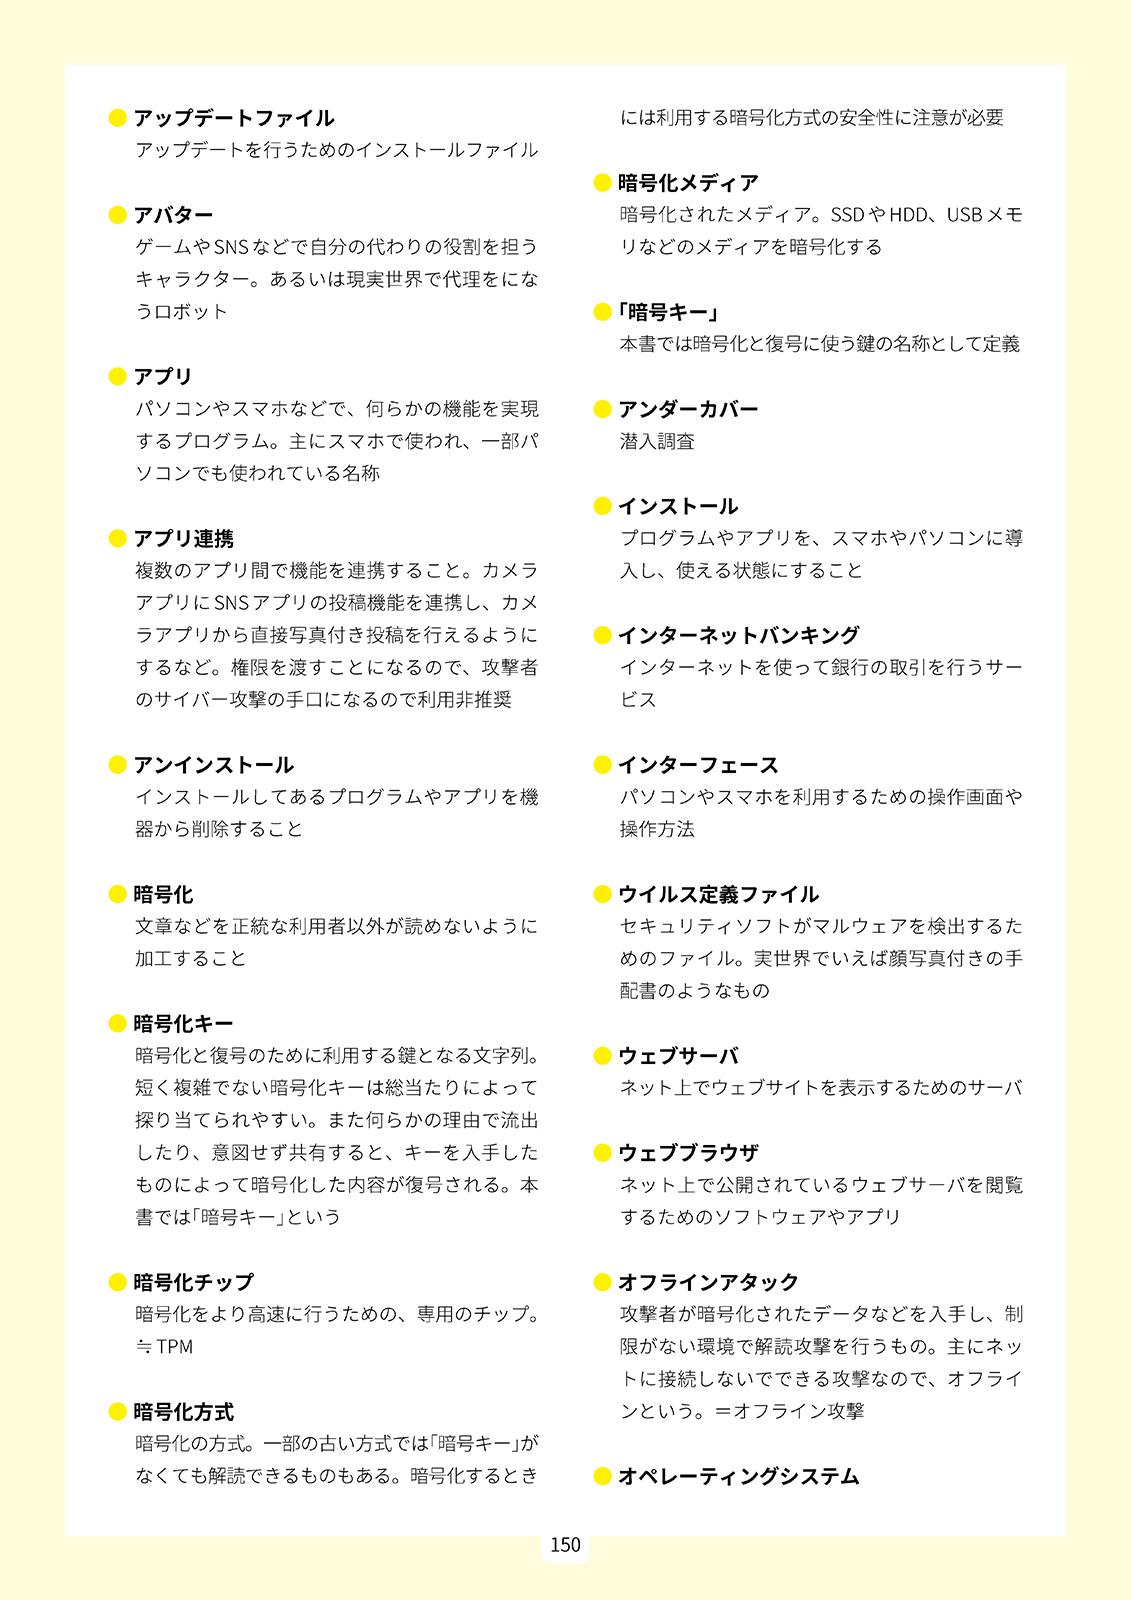 アップデートファイル
アップデートを行うためのインストールファイル
アバター
ゲームやSNSなどで自分の代わりの役割を担う
キャラクター。あるいは現実世界で代理をにな
うロボット
アプリ
パソコンやスマホなどで、何らかの機能を実現
するプログラム。主にスマホで使われ、一部パ
ソコンでも使われている名称
アプリ連携
複数のアプリ間で機能を連携すること。カメラ
アプリにSNSアプリの投稿機能を連携し、カメ
ラアプリから直接写真付き投稿を行えるように
するなど。権限を渡すことになるので、攻撃者
のサイバー攻撃の手口になるので利用非推奨
アンインストール
インストールしてあるプログラムやアプリを機
器から削除すること
暗号化
文章などを正統な利用者以外が読めないように
加工すること
暗号化キー
暗号化と復号のために利用する鍵となる文字列。
短く複雑でない暗号化キーは総当たりによって
探り当てられやすい。また何らかの理由で流出
したり、意図せず共有すると、キーを入手した
ものによって暗号化した内容が復号される。本
書では「暗号キー」という
暗号化チップ
暗号化をより高速に行うための、専用のチップ。
≒TPM
暗号化方式
暗号化の方式。一部の古い方式では「暗号キー」が
なくても解読できるものもある。暗号化するとき
には利用する暗号化方式の安全性に注意が必要
暗号化メディア
暗号化されたメディア。SSDやHDD、USBメモ
リなどのメディアを暗号化する
「暗号キー」
本書では暗号化と復号に使う鍵の名称として定義
アンダーカバー
潜入調査
インストール
プログラムやアプリを、スマホやパソコンに導
入し、使える状態にすること
インターネットバンキング
インターネットを使って銀行の取引を行うサー
ビス
インターフェース
パソコンやスマホを利用するための操作画面や
操作方法
ウイルス定義ファイル
セキュリティソフトがマルウェアを検出するた
めのファイル。実世界でいえば顔写真付きの手
配書のようなもの
ウェブサーバ
ネット上でウェブサイトを表示するためのサーバ
ウェブブラウザ
ネット上で公開されているウェブサーバを閲覧
するためのソフトウェアやアプリ
オフラインアタック
攻撃者が暗号化されたデータなどを入手し、制
限がない環境で解読攻撃を行うもの。主にネッ
トに接続しないでできる攻撃なので、オフライ
ンという。＝オフライン攻撃
オペレーティングシステム
150